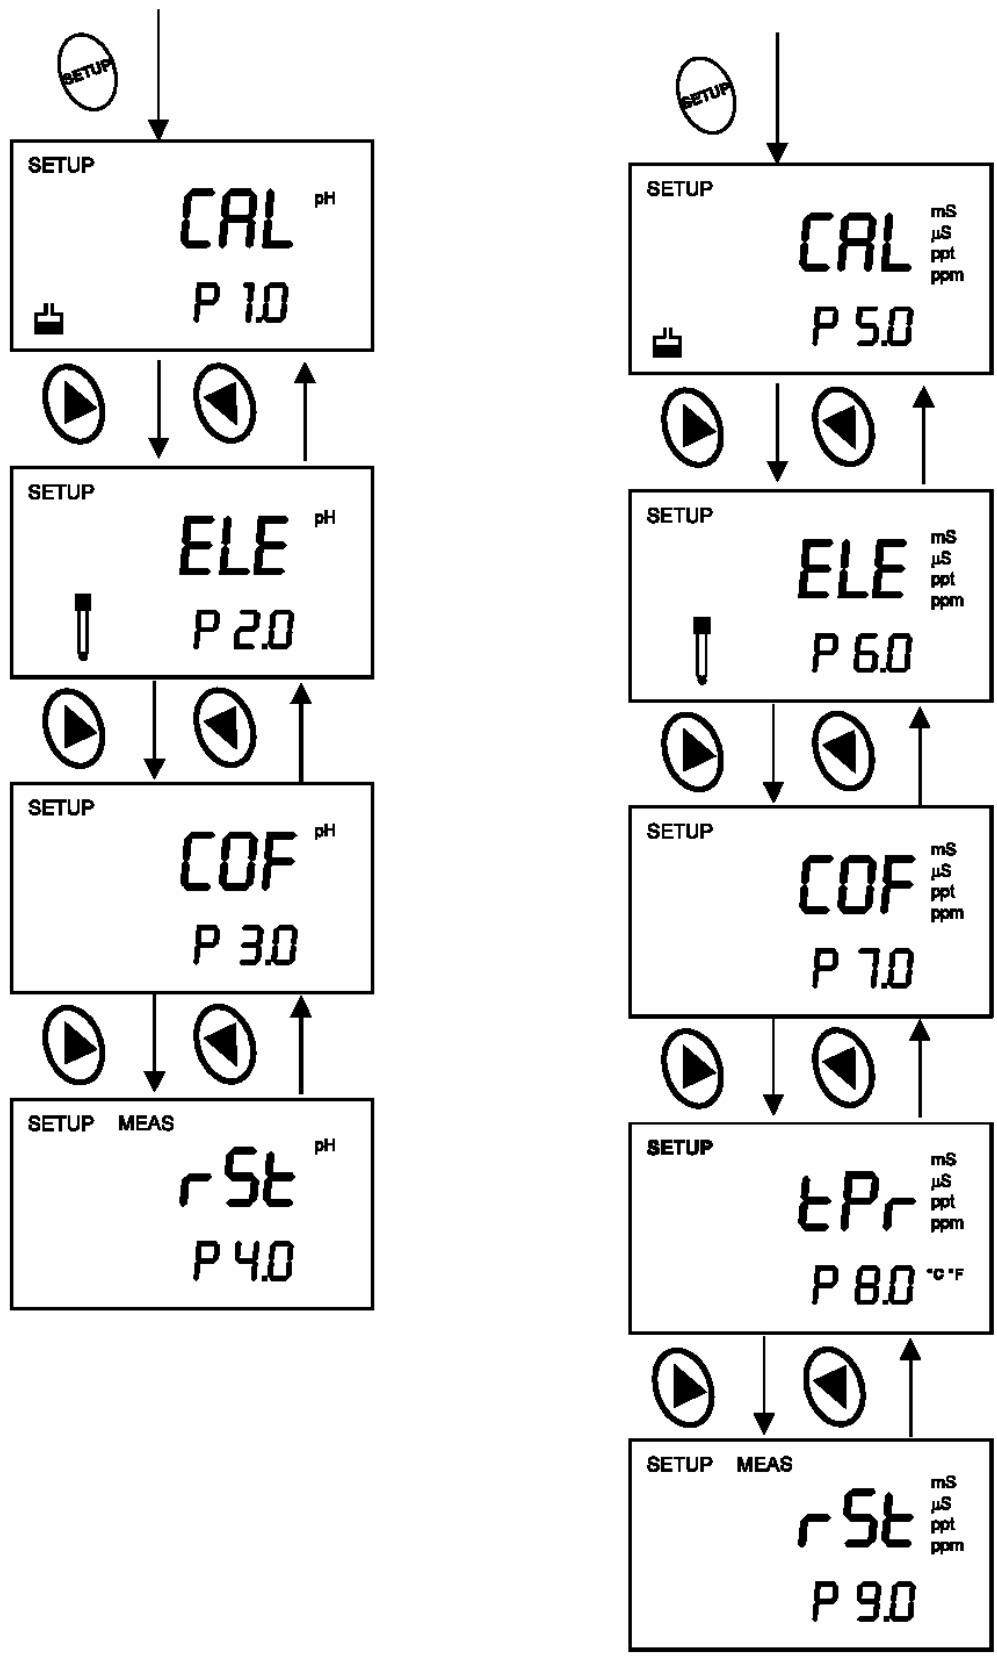 SETUP
SETUP
CAL pH
P 1.0
SETUP
ELE pH
P 2.0
SETUP
COF pH
P 3.0
SETUP MEAS
rSt pH
P 4.0
SETUP
SETUP
CAL
mS
µS
ppt
ppm
P 5.0
SETUP
ELE
mS
µS
ppt
ppm
P 6.0
SETUP
COF
mS
µS
ppt
ppm
P 7.0
SETUP
tPr
mS
µS
ppt
ppm
P 8.0 °C °F
SETUP MEAS
rSt
mS
µS
ppt
ppm
P 9.0